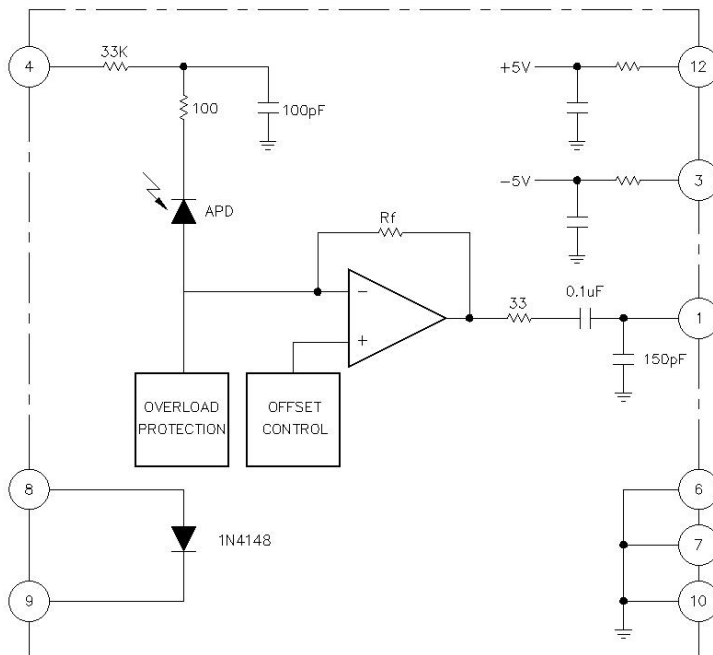 4
33K
100
100pF
APD
+5V
12
-5V
3
Rf
-
+
33
0.1uF
1
150pF
OVERLOAD
PROTECTION
OFFSET
CONTROL
8
1N4148
9
6
7
10